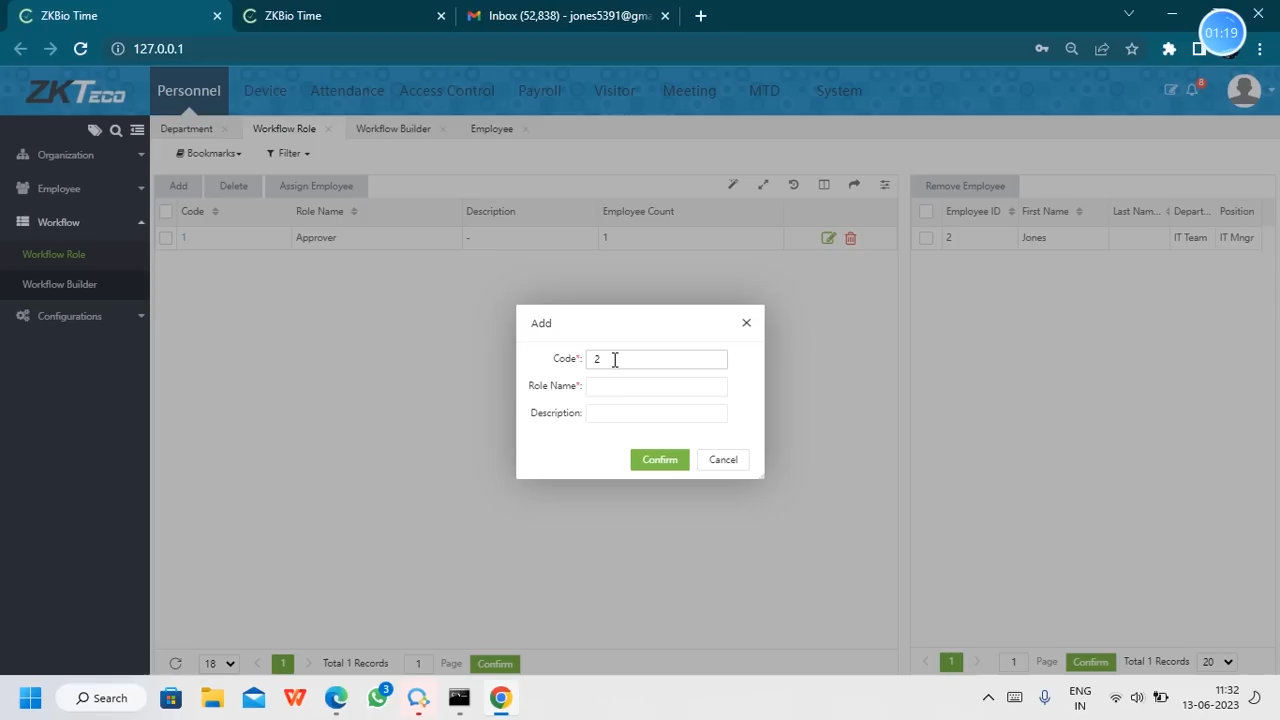 ZKBio Time
ZKBio Time
Inbox (52,838) - jones5391@gma
127.0.0.1
01:19
ZKTeco
Personnel Device Attendance Access Control Payroll Visitor Meeting MTD System
8
Department Workflow Role Workflow Builder Employee
Organization
Employee
Workflow
Workflow Role
Workflow Builder
Configurations
Bookmarks Filter
Add Delete Assign Employee
Remove Employee
Code Role Name Description Employee Count
Employee ID First Name Last Nam... Depart... Position
1 Approver - 1
2 Jones IT Team IT Mngr
Add
Code*: 2
Role Name*:
Description:
Confirm Cancel
18 1 Total 1 Records 1 Page Confirm
1 1 Page Confirm Total 1 Records 20
Search
3
ENG
IN
11:32
13-06-2023